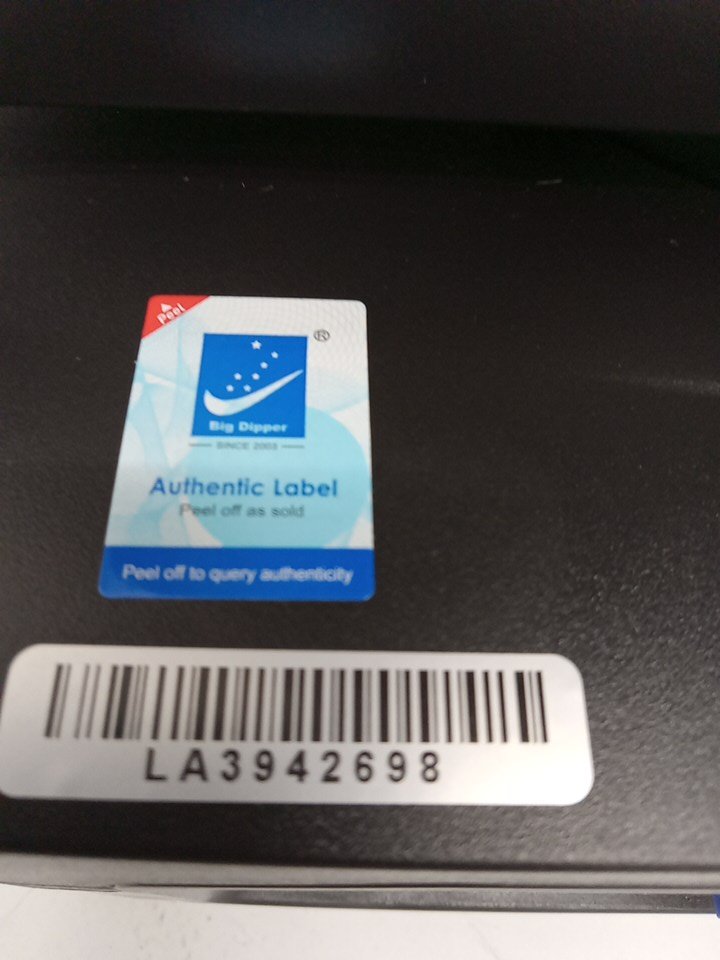 Peel
®
Big Dipper
SINCE 2003
Authentic Label
Peel off as sold
Peel off to query authenticity
LA3942698